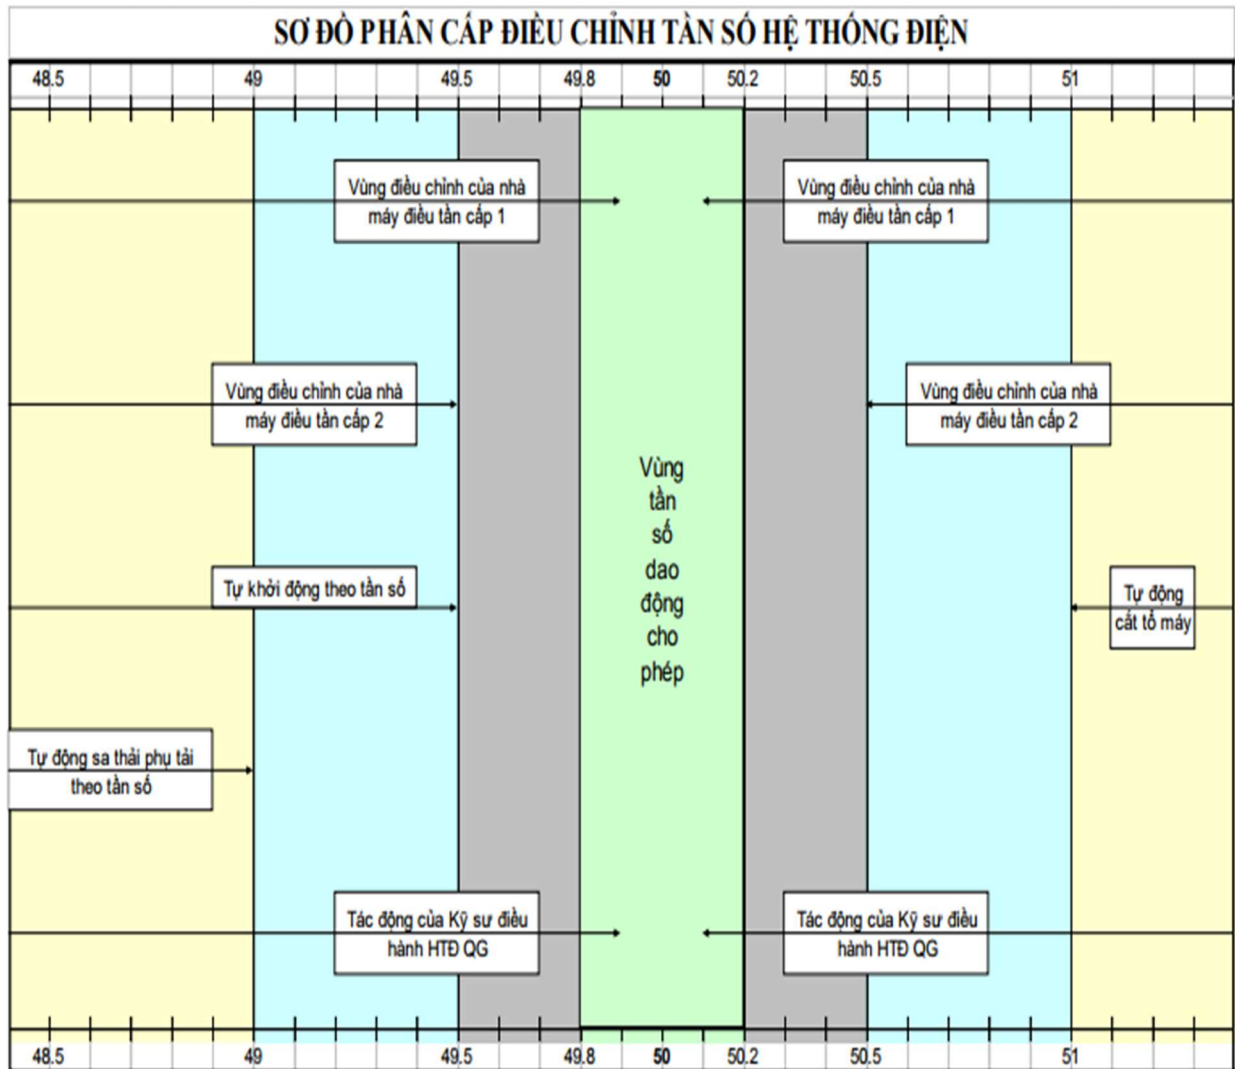 SƠ ĐỒ PHÂN CẤP ĐIỀU CHỈNH TẦN SỐ HỆ THỐNG ĐIỆN
48.5 49 49.5 49.8 50 50.2 50.5 51
Vùng điều chỉnh của nhà
máy điều tần cấp 1
Vùng điều chỉnh của nhà
máy điều tần cấp 1
Vùng điều chỉnh của nhà
máy điều tần cấp 2
Vùng điều chỉnh của nhà
máy điều tần cấp 2
Vùng
tần
số
dao
động
cho
phép
Tự khởi động theo tần số
Tự động
cắt tổ máy
Tự động sa thải phụ tải
theo tần số
Tác động của Kỹ sư điều
hành HTĐ QG
Tác động của Kỹ sư điều
hành HTĐ QG
48.5 49 49.5 49.8 50 50.2 50.5 51